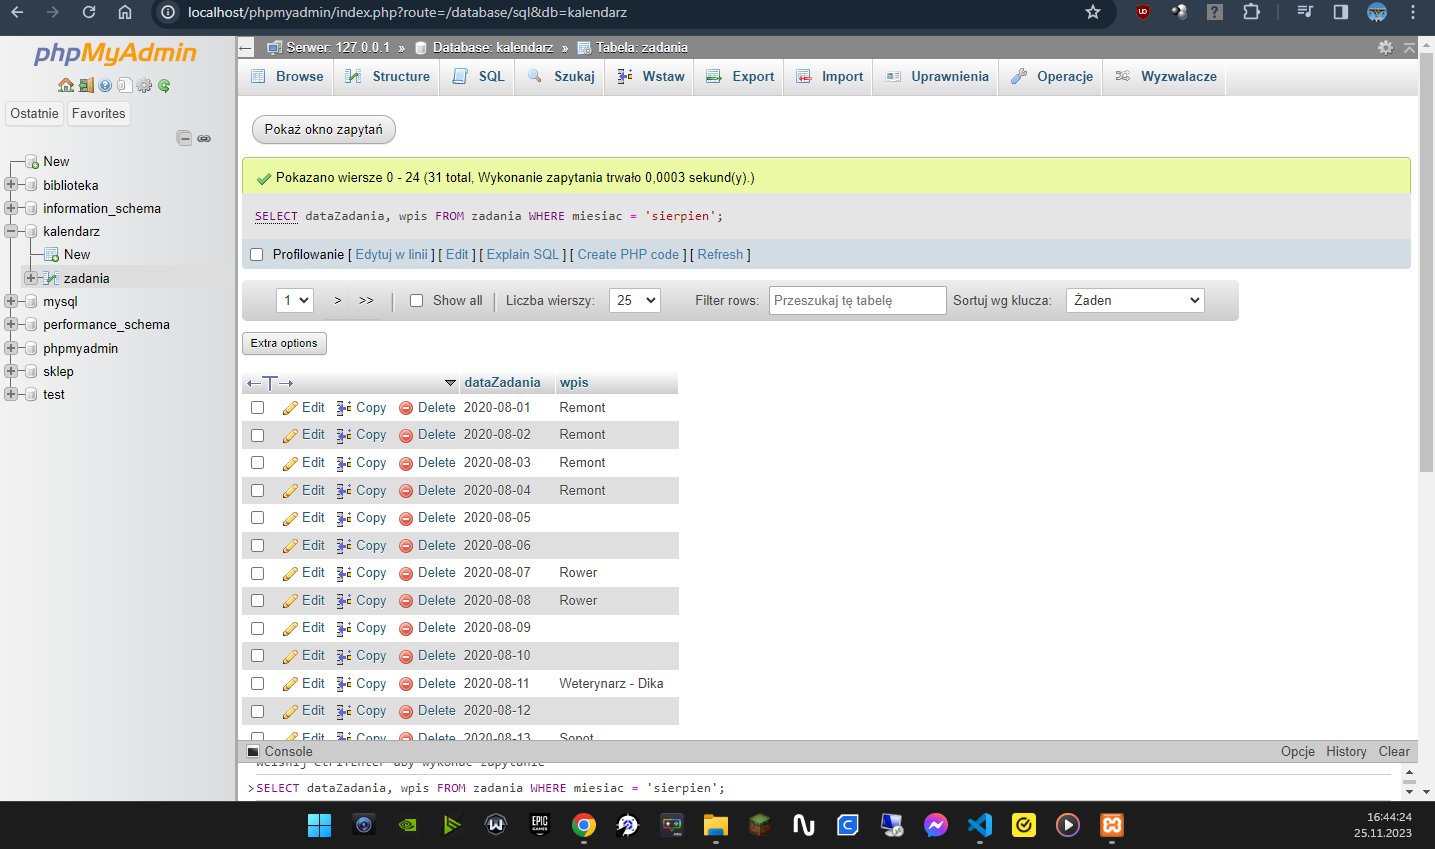 localhost/phpmyadmin/index.php?route=/database/sql&db=kalendarz
phpMyAdmin
Ostatnie Favorites
New
biblioteka
information_schema
kalendarz
New
zadania
mysql
performance_schema
phpmyadmin
sklep
test
Serwer: 127.0.0.1 » Database: kalendarz » Tabela: zadania
Browse Structure SQL Szukaj Wstaw Export Import Uprawnienia Operacje Wyzwalacze
Pokaż okno zapytań
Pokazano wiersze 0 - 24 (31 total, Wykonanie zapytania trwało 0,0003 sekund(y).)
SELECT dataZadania, wpis FROM zadania WHERE miesiac = 'sierpien';
Profilowanie [ Edytuj w linii ] [ Edit ] [ Explain SQL ] [ Create PHP code ] [ Refresh ]
1 > >> Show all Liczba wierszy: 25 Filter rows: Przeszukaj tę tabelę Sortuj wg klucza: Żaden
Extra options
←T→ dataZadania wpis
Edit Copy Delete 2020-08-01 Remont
Edit Copy Delete 2020-08-02 Remont
Edit Copy Delete 2020-08-03 Remont
Edit Copy Delete 2020-08-04 Remont
Edit Copy Delete 2020-08-05
Edit Copy Delete 2020-08-06
Edit Copy Delete 2020-08-07 Rower
Edit Copy Delete 2020-08-08 Rower
Edit Copy Delete 2020-08-09
Edit Copy Delete 2020-08-10
Edit Copy Delete 2020-08-11 Weterynarz - Dika
Edit Copy Delete 2020-08-12
Edit Copy Delete 2020-08-13 Sopot
Console Opcje History Clear
Wciśnij Ctrl+Enter aby wykonać zapytanie
>SELECT dataZadania, wpis FROM zadania WHERE miesiac = 'sierpien';
EPIC GAMES
16:44:24
25.11.2023